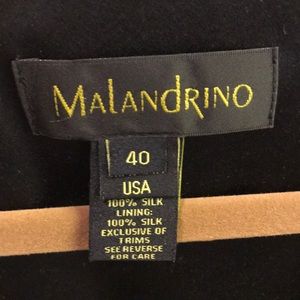 MaLaNdRINO
40
USA
100% SILK
LINING:
100% SILK
EXCLUSIVE OF
TRIMS
SEE REVERSE
FOR CARE